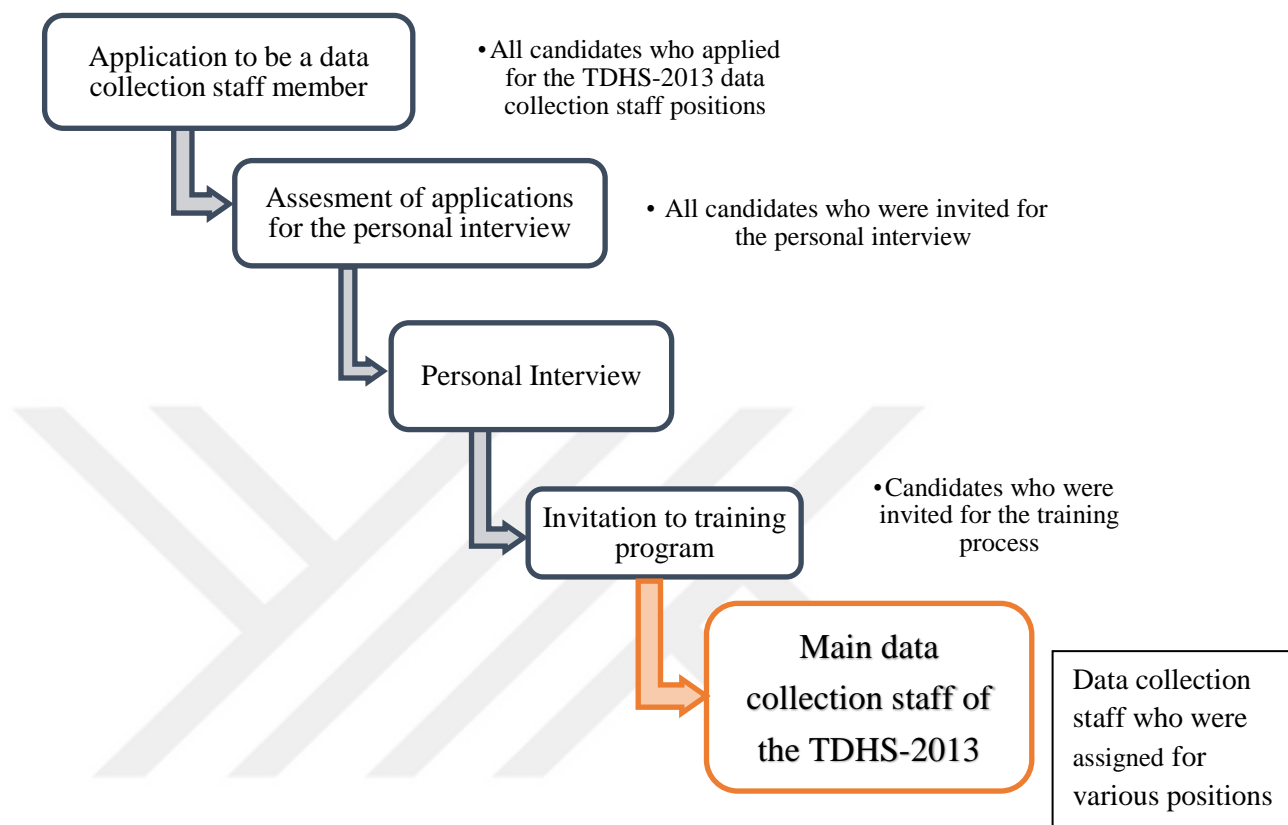 Application to be a data
collection staff member
•All candidates who applied
for the TDHS-2013 data
collection staff positions
Assesment of applications
for the personal interview
• All candidates who were invited for
the personal interview
Personal Interview
Invitation to training
program
•Candidates who were
invited for the training
process
Main data
collection staff of
the TDHS-2013
Data collection
staff who were
assigned for
various positions